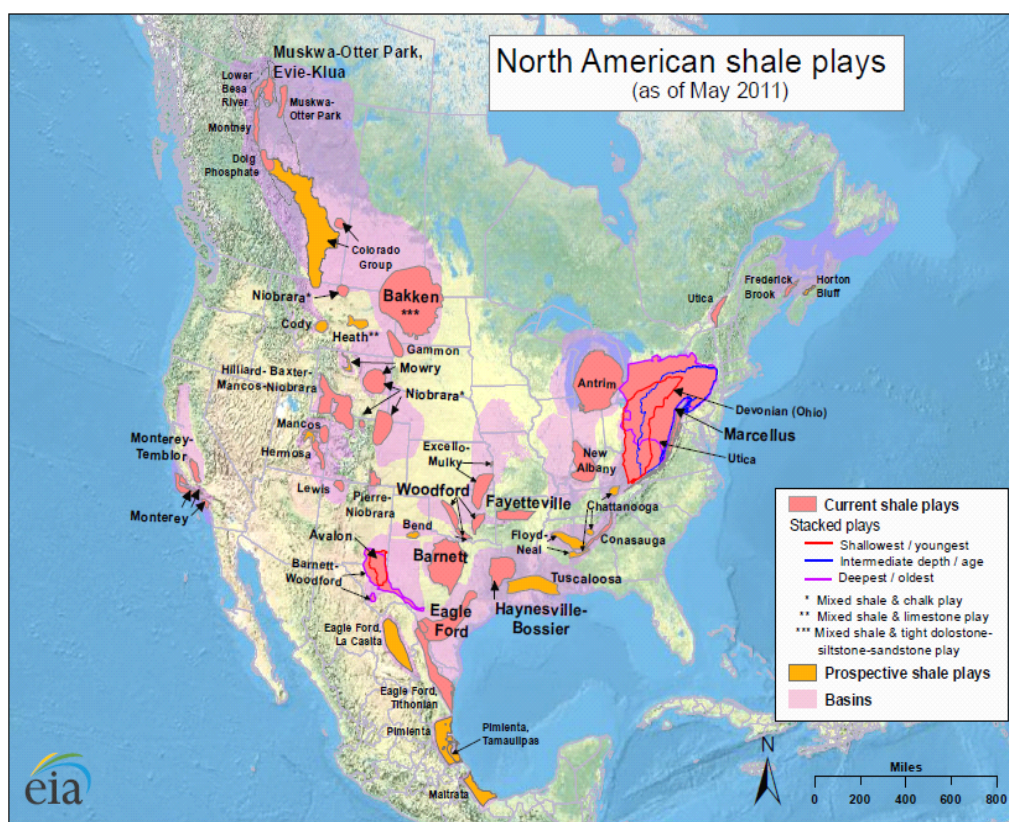 North American shale plays
(as of May 2011)
Muskwa-Otter Park,
Evie-Klua
Lower
Besa
River
Muskwa-
Otter Park
Montney
Doig
Phosphate
Colorado
Group
Niobrara*
Bakken
***
Cody
Heath**
Gammon
Mowry
Hilliard- Baxter-
Mancos-Niobrara
Niobrara*
Antrim
Utica
Frederick
Brook
Horton
Bluff
Devonian (Ohio)
Marcellus
Utica
Mancos
Hermosa
Monterey-
Temblor
Monterey
Lewis
Pierre-
Niobrara
Excello-
Mulky
New
Albany
Woodford
Fayetteville
Chattanooga
Bend
Floyd-
Neal
Conasauga
Avalon
Barnett
Barnett-
Woodford
Tuscaloosa
Haynesville-
Bossier
Eagle
Ford
Eagle Ford,
La Casita
Eagle Ford,
Tithonian
Pimienta
Pimienta,
Tamaulipas
Maltrata
Current shale plays
Stacked plays
Shallowest / youngest
Intermediate depth / age
Deepest / oldest
* Mixed shale & chalk play
** Mixed shale & limestone play
*** Mixed shale & tight dolostone-
siltstone-sandstone play
Prospective shale plays
Basins
eia
N
Miles
0 200 400 600 800